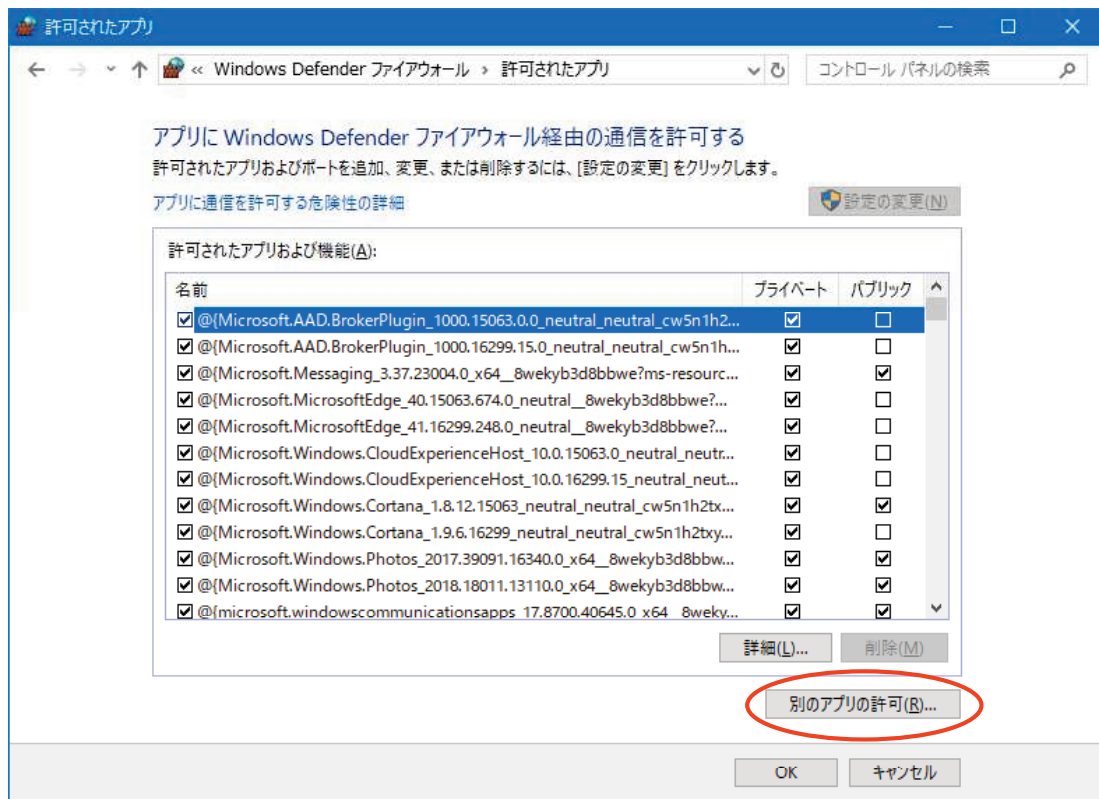 許可されたアプリ
« Windows Defender ファイアウォール › 許可されたアプリ
コントロール パネルの検索
アプリに Windows Defender ファイアウォール経由の通信を許可する
許可されたアプリおよびポートを追加、変更、または削除するには、[設定の変更] をクリックします。
アプリに通信を許可する危険性の詳細
設定の変更(N)
許可されたアプリおよび機能(A):
名前 プライベート パブリック
@{Microsoft.AAD.BrokerPlugin_1000.15063.0.0_neutral_neutral_cw5n1h2...
@{Microsoft.AAD.BrokerPlugin_1000.16299.15.0_neutral_neutral_cw5n1h...
@{Microsoft.Messaging_3.37.23004.0_x64__8wekyb3d8bbwe?ms-resourc...
@{Microsoft.MicrosoftEdge_40.15063.674.0_neutral__8wekyb3d8bbwe?...
@{Microsoft.MicrosoftEdge_41.16299.248.0_neutral__8wekyb3d8bbwe?...
@{Microsoft.Windows.CloudExperienceHost_10.0.15063.0_neutral_neutr...
@{Microsoft.Windows.CloudExperienceHost_10.0.16299.15_neutral_neut...
@{Microsoft.Windows.Cortana_1.8.12.15063_neutral_neutral_cw5n1h2tx...
@{Microsoft.Windows.Cortana_1.9.6.16299_neutral_neutral_cw5n1h2txy...
@{Microsoft.Windows.Photos_2017.39091.16340.0_x64__8wekyb3d8bbw...
@{Microsoft.Windows.Photos_2018.18011.13110.0_x64__8wekyb3d8bbw...
@{microsoft.windowscommunicationsapps_17.8700.40645.0_x64__8weky...
詳細(L)... 削除(M)
別のアプリの許可(R)...
OK キャンセル